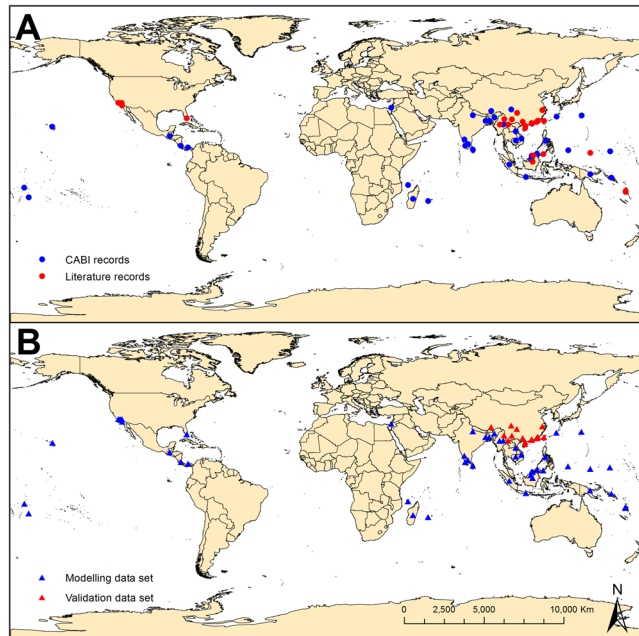 A
CABI records
Literature records
B
Modelling data set
Validation data set
N
0 2,500 5,000 10,000 Km